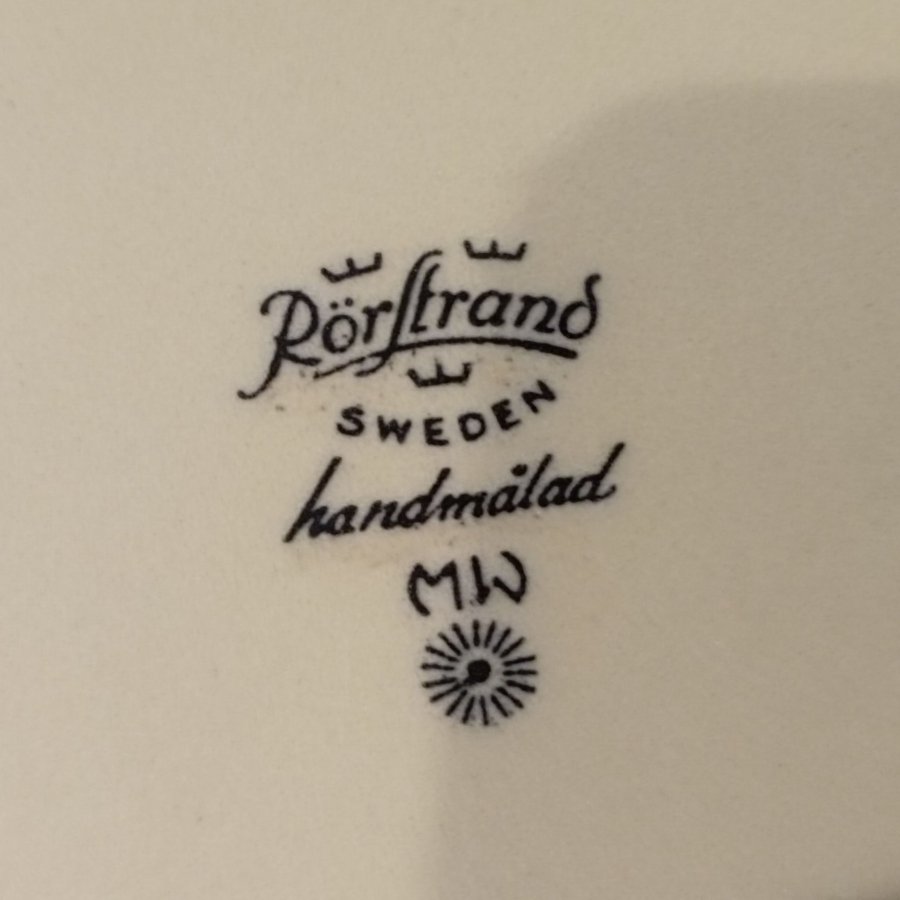 Rörstrand
SWEDEN
handmålad
MW